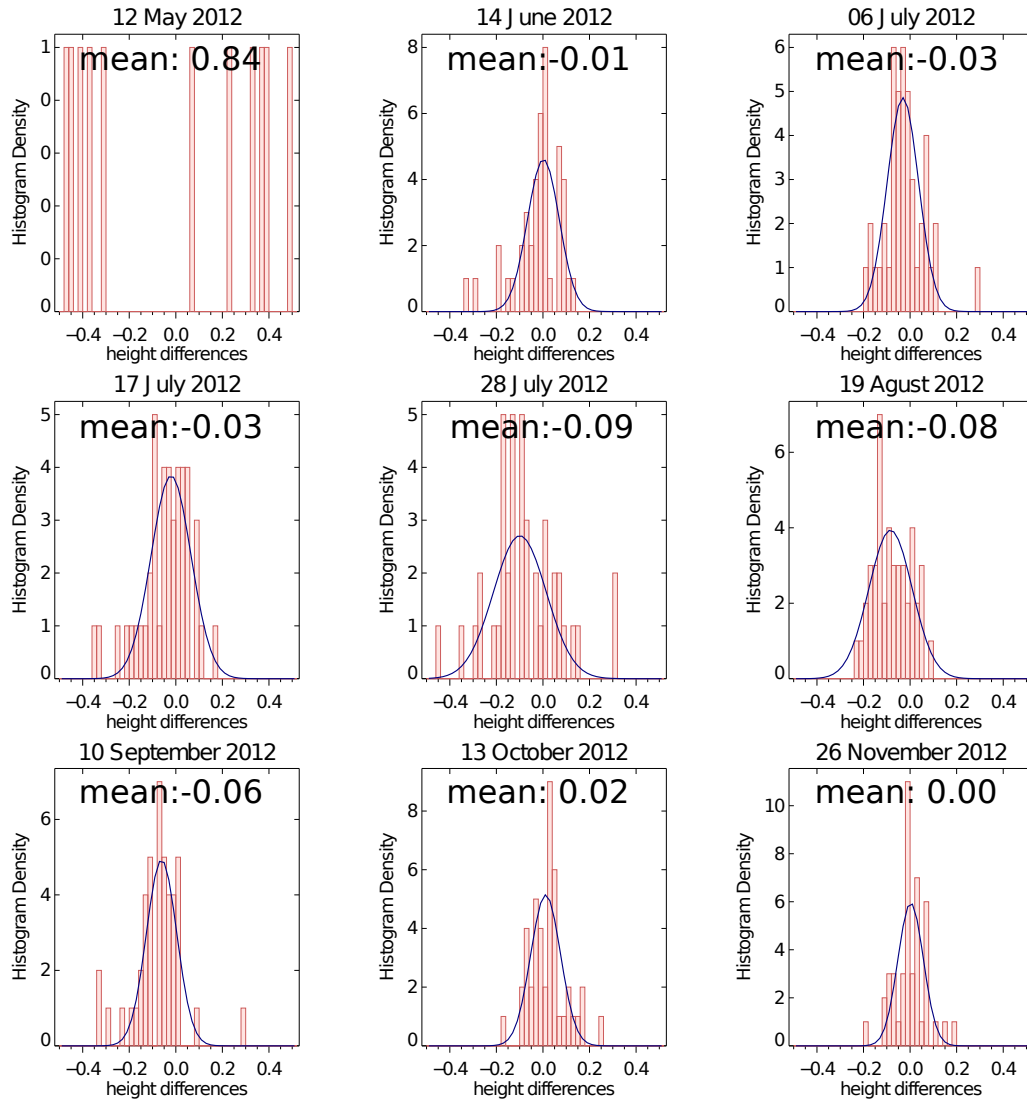 12 May 2012
mean: 0.84
Histogram Density
1
0
0
0
0
0
−0.4 −0.2 0.0 0.2 0.4
height differences
14 June 2012
mean:-0.01
Histogram Density
8
6
4
2
0
−0.4 −0.2 0.0 0.2 0.4
height differences
06 July 2012
mean:-0.03
Histogram Density
6
5
4
3
2
1
0
−0.4 −0.2 0.0 0.2 0.4
height differences
17 July 2012
mean:-0.03
Histogram Density
5
4
3
2
1
0
−0.4 −0.2 0.0 0.2 0.4
height differences
28 July 2012
mean:-0.09
Histogram Density
5
4
3
2
1
0
−0.4 −0.2 0.0 0.2 0.4
height differences
19 Agust 2012
mean:-0.08
Histogram Density
6
4
2
0
−0.4 −0.2 0.0 0.2 0.4
height differences
10 September 2012
mean:-0.06
Histogram Density
6
4
2
0
−0.4 −0.2 0.0 0.2 0.4
height differences
13 October 2012
mean: 0.02
Histogram Density
8
6
4
2
0
−0.4 −0.2 0.0 0.2 0.4
height differences
26 November 2012
mean: 0.00
Histogram Density
10
8
6
4
2
0
−0.4 −0.2 0.0 0.2 0.4
height differences